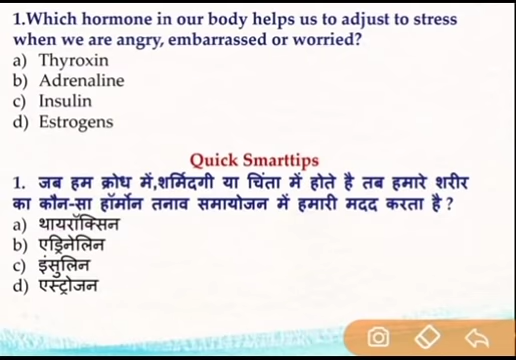 1.Which hormone in our body helps us to adjust to stress
when we are angry, embarrassed or worried?
a) Thyroxin
b) Adrenaline
c) Insulin
d) Estrogens
Quick Smarttips
1. जब हम क्रोध में,शर्मिंदगी या चिंता में होते है तब हमारे शरीर
का कौन-सा हॉर्मोन तनाव समायोजन में हमारी मदद करता है ?
a) थायरॉक्सिन
b) एड्रिनेलिन
c) इंसुलिन
d) एस्ट्रोजन